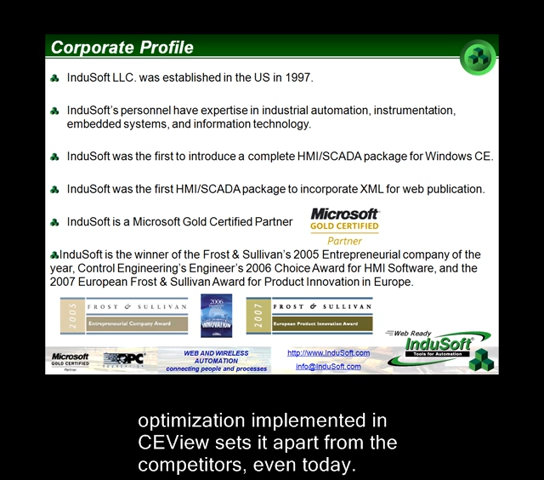 Corporate Profile
InduSoft LLC. was established in the US in 1997.
InduSoft's personnel have expertise in industrial automation, instrumentation,
embedded systems, and information technology.
InduSoft was the first to introduce a complete HMI/SCADA package for Windows CE.
InduSoft was the first HMI/SCADA package to incorporate XML for web publication.
InduSoft is a Microsoft Gold Certified Partner
Microsoft
GOLD CERTIFIED
Partner
InduSoft is the winner of the Frost & Sullivan's 2005 Entrepreneurial company of the
year, Control Engineering's Engineer's 2006 Choice Award for HMI Software, and the
2007 European Frost & Sullivan Award for Product Innovation in Europe.
2005
FROST & SULLIVAN
Entrepreneurial Company Award
2006
INNOVATION
2007
FROST & SULLIVAN
European Product Innovation Award
Web Ready
InduSoft
Tools for Automation
Microsoft
GOLD CERTIFIED
Partner
OPC
FOUNDATION
WEB AND WIRELESS
AUTOMATION
connecting people and processes
http://www.InduSoft.com
info@InduSoft.com
optimization implemented in
CEView sets it apart from the
competitors, even today.